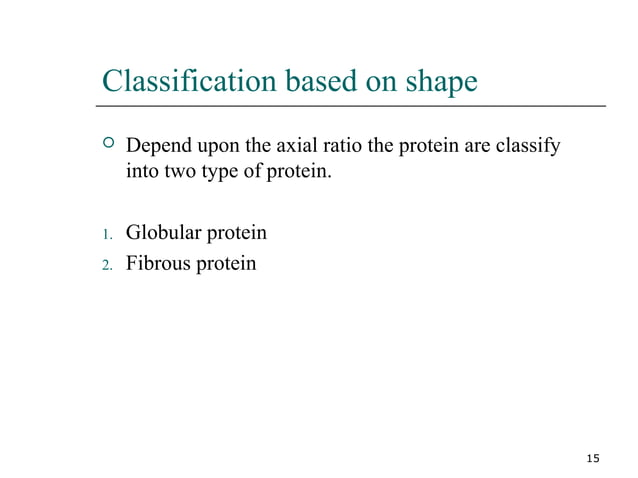 Classification based on shape
Depend upon the axial ratio the protein are classify
into two type of protein.
1. Globular protein
2. Fibrous protein
15